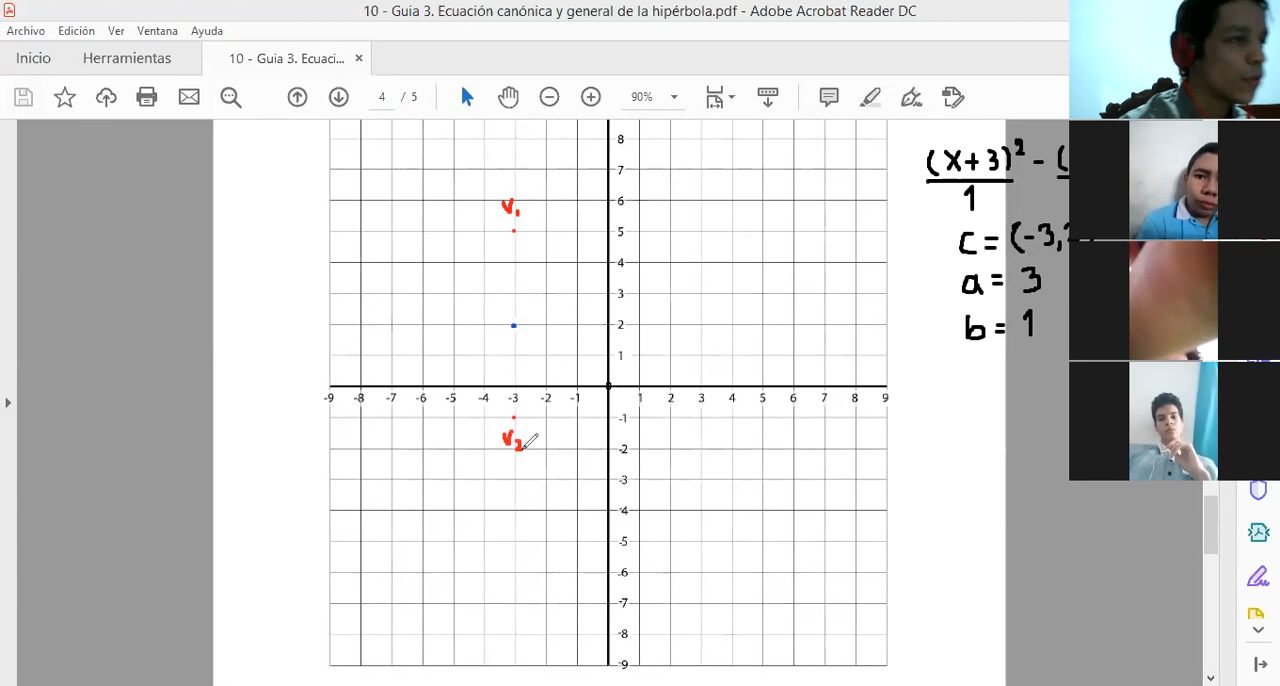 10 - Guia 3. Ecuación canónica y general de la hipérbola.pdf - Adobe Acrobat Reader DC
Archivo Edición Ver Ventana Ayuda
Inicio Herramientas 10 - Guia 3. Ecuaci... ×
4 / 5 90%
8
7
6
5
4
3
2
1
-9 -8 -7 -6 -5 -4 -3 -2 -1 0 1 2 3 4 5 6 7 8 9
-1
-2
-3
-4
-5
-6
-7
-8
-9
V1
V2
(x+3)² - (
1
C = (-3, 2
a = 3
b = 1